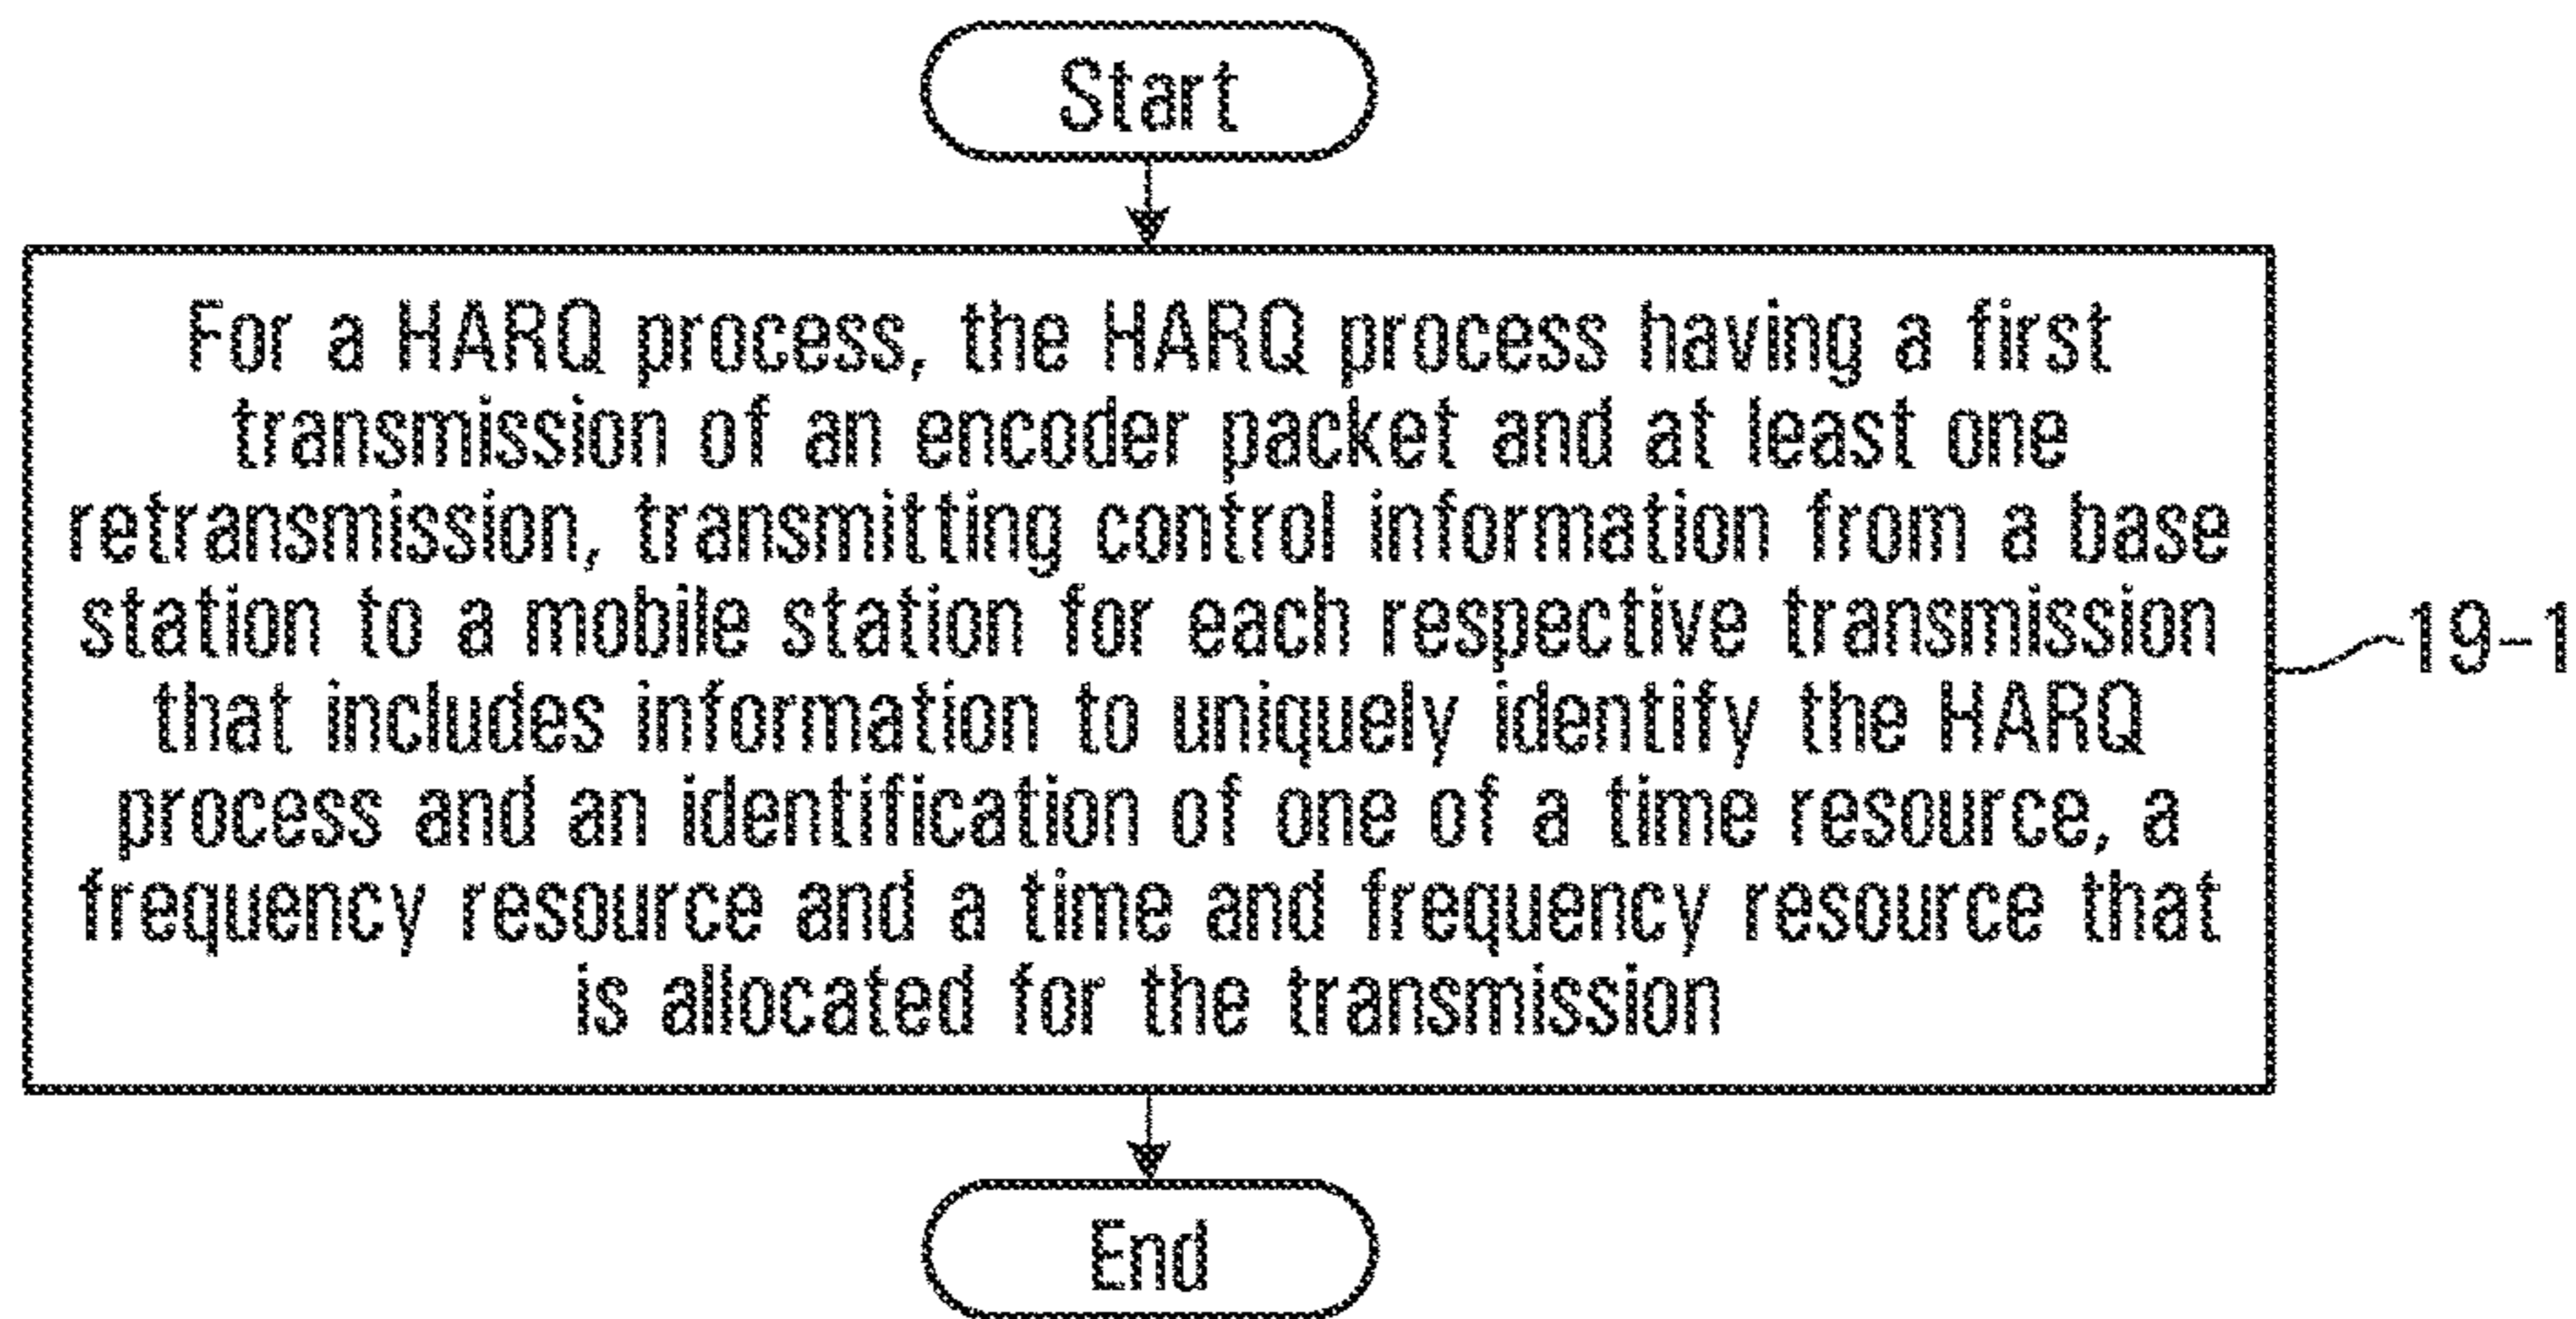 Start
For a HARQ process, the HARQ process having a first
transmission of an encoder packet and at least one
retransmission, transmitting control information from a base
station to a mobile station for each respective transmission
that includes information to uniquely identify the HARQ
process and an identification of one of a time resource, a
frequency resource and a time and frequency resource that
is allocated for the transmission
19-1
End